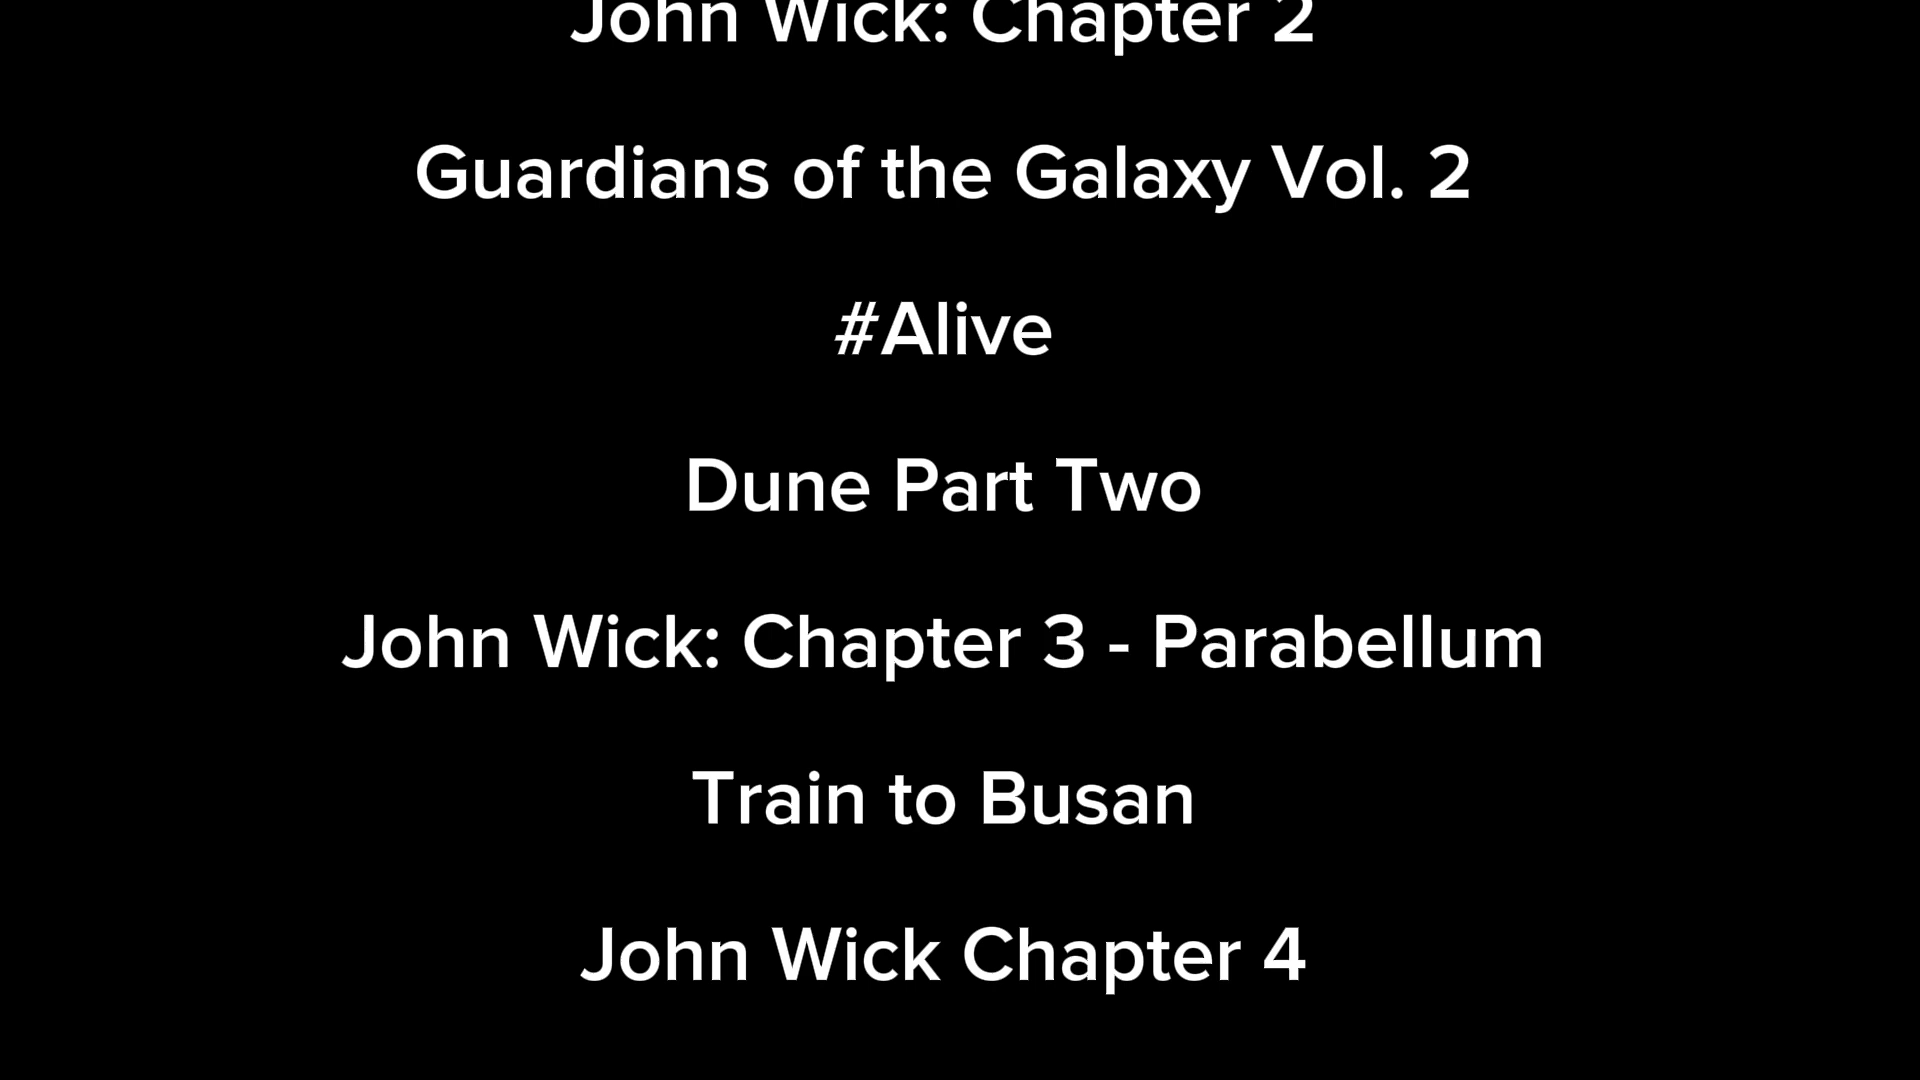 John Wick: Chapter 2
Guardians of the Galaxy Vol. 2
#Alive
Dune Part Two
John Wick: Chapter 3 - Parabellum
Train to Busan
John Wick Chapter 4